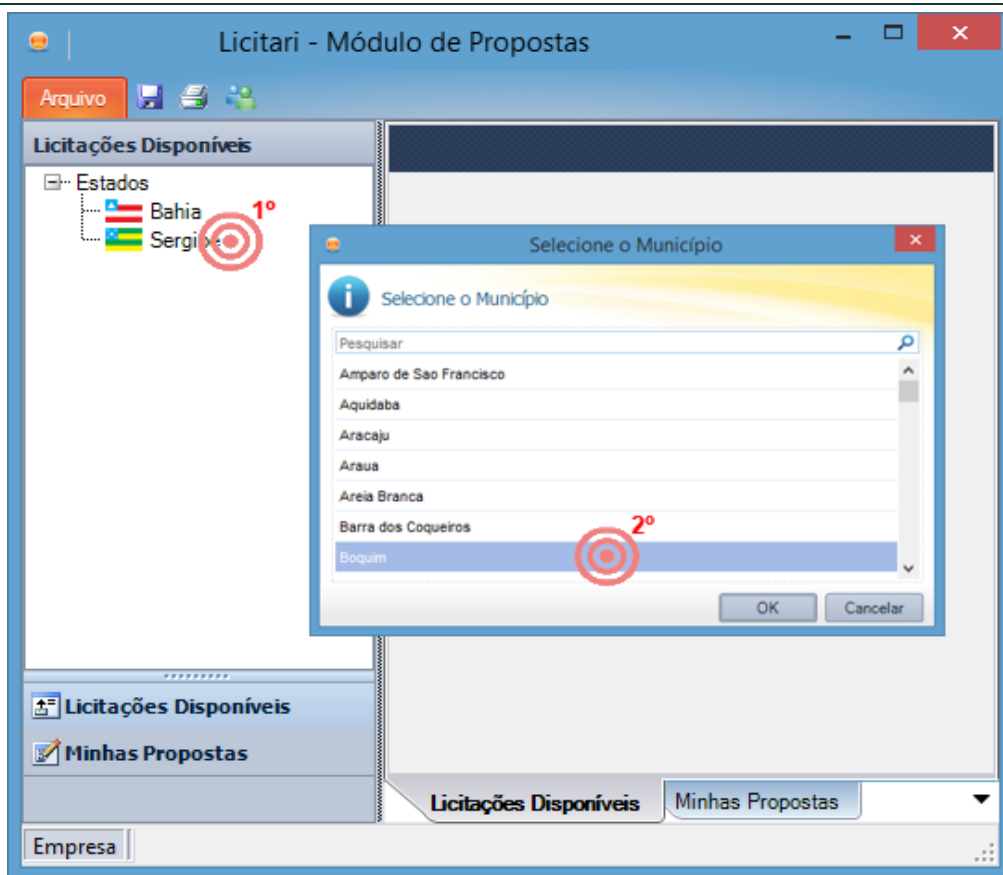 Licitari - Módulo de Propostas
Arquivo
Licitações Disponíveis
Estados
Bahia
1º
Sergipe
Selecione o Município
Selecione o Município
Pesquisar
Amparo de Sao Francisco
Aquidaba
Aracaju
Araua
Areia Branca
Barra dos Coqueiros
2º
Boquim
OK
Cancelar
Licitações Disponíveis
Minhas Propostas
Licitações Disponíveis
Minhas Propostas
Empresa